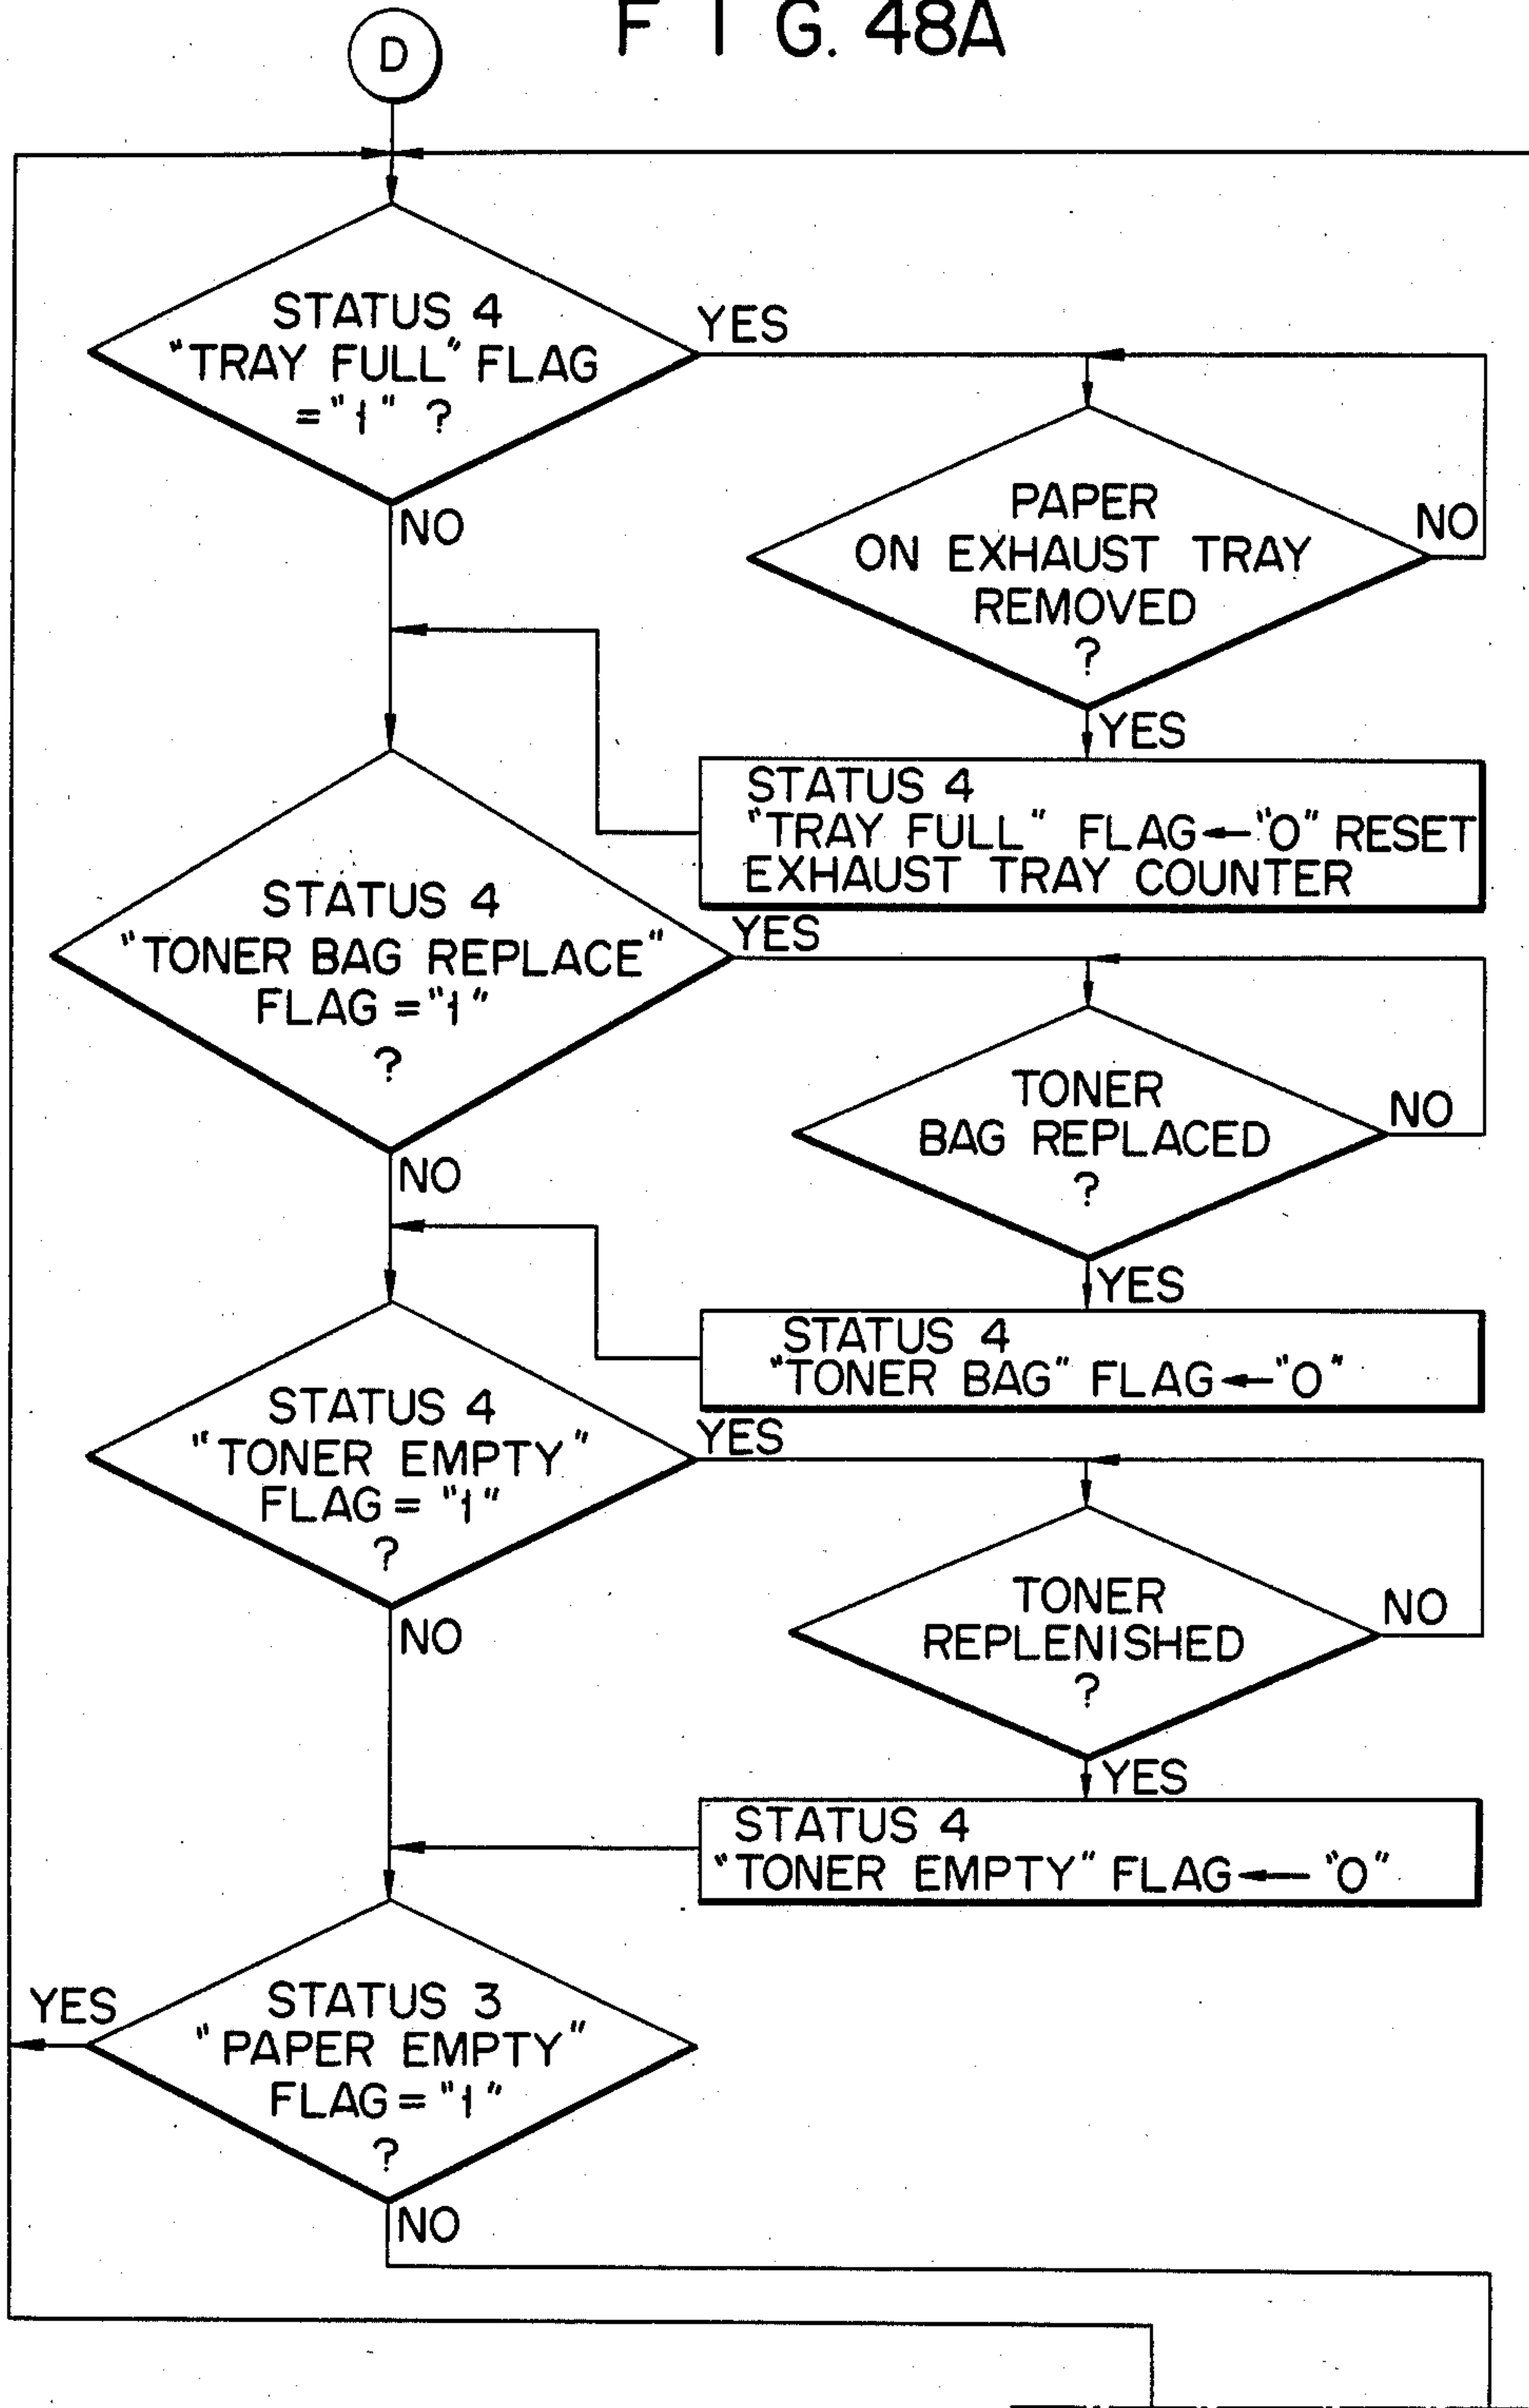 F I G. 48A
D
STATUS 4
"TRAY FULL" FLAG
="1" ?
YES
NO
PAPER
ON EXHAUST TRAY
REMOVED
?
NO
YES
STATUS 4
"TRAY FULL" FLAG←"0" RESET
EXHAUST TRAY COUNTER
STATUS 4
"TONER BAG REPLACE"
FLAG ="1"
?
YES
NO
TONER
BAG REPLACED
?
NO
YES
STATUS 4
"TONER BAG" FLAG←"0"
STATUS 4
"TONER EMPTY"
FLAG = "1"
?
YES
NO
TONER
REPLENISHED
?
NO
YES
STATUS 4
"TONER EMPTY" FLAG← "0"
STATUS 3
"PAPER EMPTY"
FLAG = "1"
?
YES
NO